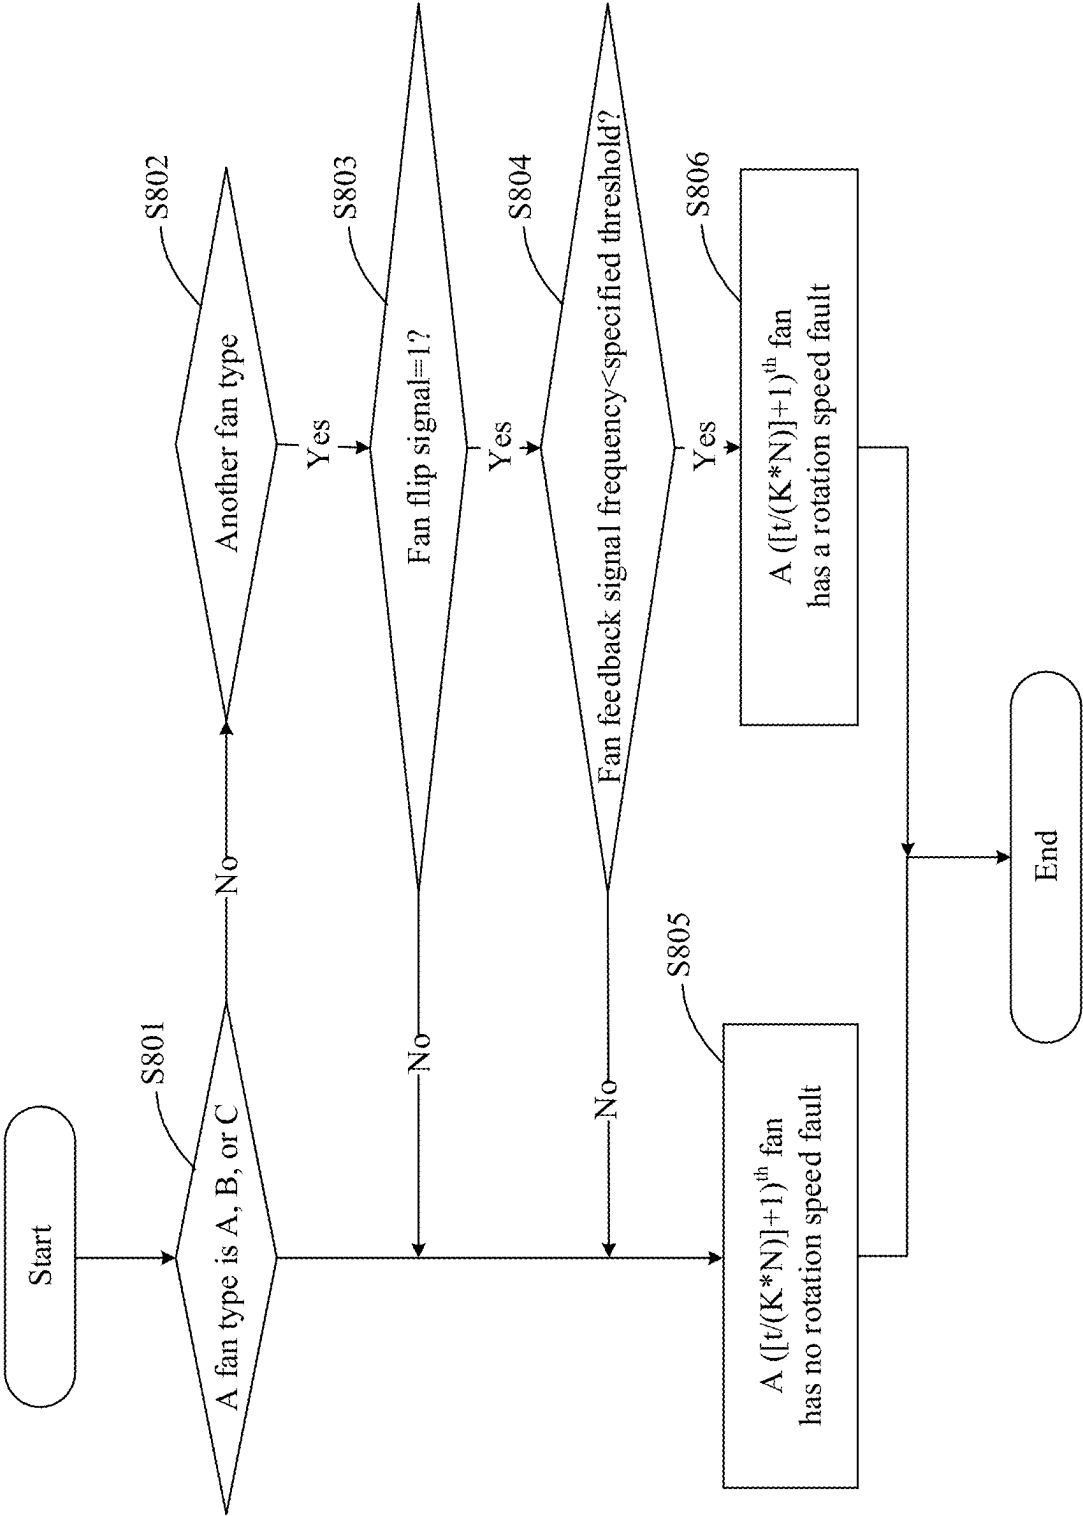 Start
S801
A fan type is A, B, or C
No
S802
Another fan type
Yes
S803
Fan flip signal=1?
No
Yes
S804
Fan feedback signal frequency<specified threshold?
No
Yes
S805
A ([t/(K*N)]+1)th fan
has no rotation speed fault
S806
A ([t/(K*N)]+1)th fan
has a rotation speed fault
End